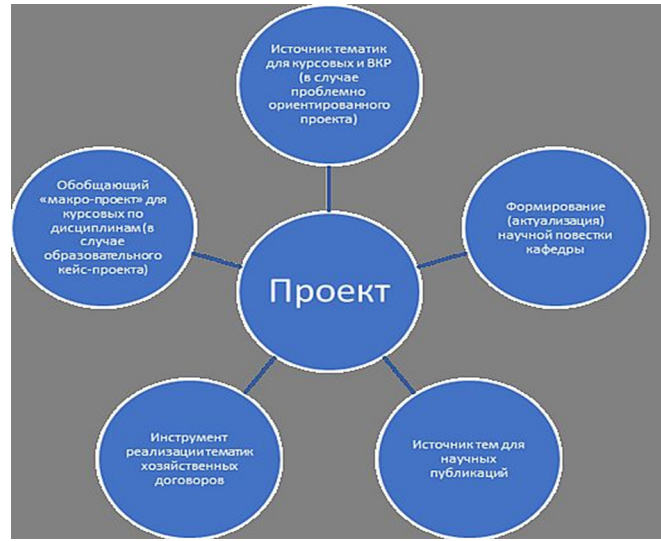 Источник тематик
для курсовых и ВКР
(в случае
проблемно
ориентированного
проекта)
Обобщающий
«макро-проект» для
курсовых по
дисциплинам (в
случае
образовательного
кейс-проекта)
Формирование
(актуализация)
научной повестки
кафедры
Проект
Инструмент
реализации тематик
хозяйственных
договоров
Источник тем для
научных
публикаций